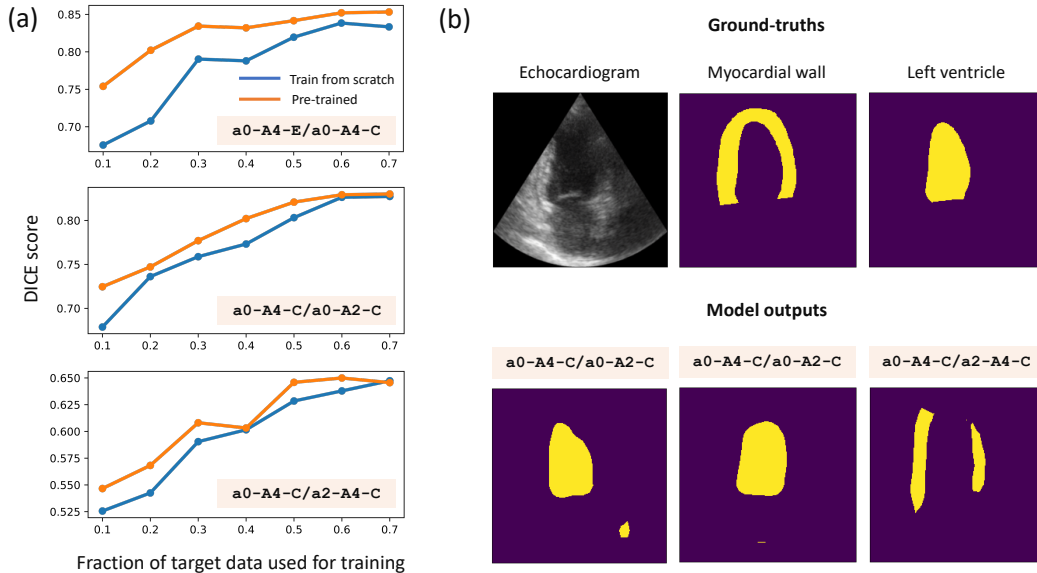 (a)
DICE score
0.85
0.80
0.75
0.70
Train from scratch
Pre-trained
a0-A4-E/a0-A4-C
0.1 0.2 0.3 0.4 0.5 0.6 0.7
0.80
0.75
0.70
a0-A4-C/a0-A2-C
0.1 0.2 0.3 0.4 0.5 0.6 0.7
0.650
0.625
0.600
0.575
0.550
0.525
a0-A4-C/a2-A4-C
0.1 0.2 0.3 0.4 0.5 0.6 0.7
Fraction of target data used for training
(b)
Ground-truths
Echocardiogram Myocardial wall Left ventricle
Model outputs
a0-A4-C/a0-A2-C a0-A4-C/a0-A2-C a0-A4-C/a2-A4-C